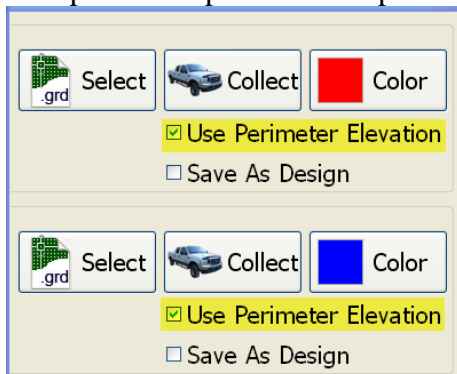 .grd Select Collect Color
Use Perimeter Elevation
Save As Design
.grd Select Collect Color
Use Perimeter Elevation
Save As Design